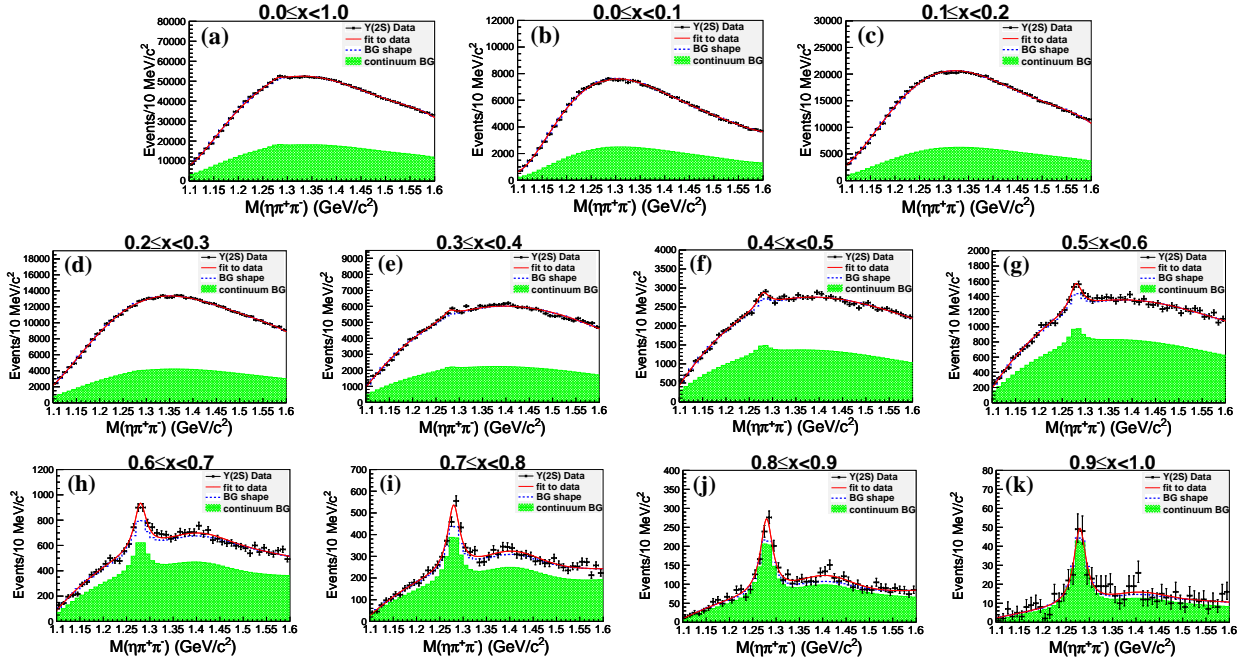 0.0≤x<1.0
(a)
Events/10 MeV/c²
80000
70000
60000
50000
40000
30000
20000
10000
0
Y(2S) Data
fit to data
BG shape
continuum BG
1.1 1.15 1.2 1.25 1.3 1.35 1.4 1.45 1.5 1.55 1.6
M(ηπ⁺π⁻) (GeV/c²)
0.0≤x<0.1
(b)
Events/10 MeV/c²
12000
10000
8000
6000
4000
2000
0
Y(2S) Data
fit to data
BG shape
continuum BG
1.1 1.15 1.2 1.25 1.3 1.35 1.4 1.45 1.5 1.55 1.6
M(ηπ⁺π⁻) (GeV/c²)
0.1≤x<0.2
(c)
Events/10 MeV/c²
30000
25000
20000
15000
10000
5000
0
Y(2S) Data
fit to data
BG shape
continuum BG
1.1 1.15 1.2 1.25 1.3 1.35 1.4 1.45 1.5 1.55 1.6
M(ηπ⁺π⁻) (GeV/c²)
0.2≤x<0.3
(d)
Events/10 MeV/c²
18000
16000
14000
12000
10000
8000
6000
4000
2000
0
Y(2S) Data
fit to data
BG shape
continuum BG
1.1 1.15 1.2 1.25 1.3 1.35 1.4 1.45 1.5 1.55 1.6
M(ηπ⁺π⁻) (GeV/c²)
0.3≤x<0.4
(e)
Events/10 MeV/c²
9000
8000
7000
6000
5000
4000
3000
2000
1000
0
Y(2S) Data
fit to data
BG shape
continuum BG
1.1 1.15 1.2 1.25 1.3 1.35 1.4 1.45 1.5 1.55 1.6
M(ηπ⁺π⁻) (GeV/c²)
0.4≤x<0.5
(f)
Events/10 MeV/c²
4000
3500
3000
2500
2000
1500
1000
500
0
Y(2S) Data
fit to data
BG shape
continuum BG
1.1 1.15 1.2 1.25 1.3 1.35 1.4 1.45 1.5 1.55 1.6
M(ηπ⁺π⁻) (GeV/c²)
0.5≤x<0.6
(g)
Events/10 MeV/c²
2000
1800
1600
1400
1200
1000
800
600
400
200
0
Y(2S) Data
fit to data
BG shape
continuum BG
1.1 1.15 1.2 1.25 1.3 1.35 1.4 1.45 1.5 1.55 1.6
M(ηπ⁺π⁻) (GeV/c²)
0.6≤x<0.7
(h)
Events/10 MeV/c²
1200
1000
800
600
400
200
0
Y(2S) Data
fit to data
BG shape
continuum BG
1.1 1.15 1.2 1.25 1.3 1.35 1.4 1.45 1.5 1.55 1.6
M(ηπ⁺π⁻) (GeV/c²)
0.7≤x<0.8
(i)
Events/10 MeV/c²
700
600
500
400
300
200
100
0
Y(2S) Data
fit to data
BG shape
continuum BG
1.1 1.15 1.2 1.25 1.3 1.35 1.4 1.45 1.5 1.55 1.6
M(ηπ⁺π⁻) (GeV/c²)
0.8≤x<0.9
(j)
Events/10 MeV/c²
400
350
300
250
200
150
100
50
0
Y(2S) Data
fit to data
BG shape
continuum BG
1.1 1.15 1.2 1.25 1.3 1.35 1.4 1.45 1.5 1.55 1.6
M(ηπ⁺π⁻) (GeV/c²)
0.9≤x<1.0
(k)
Events/10 MeV/c²
80
70
60
50
40
30
20
10
0
Y(2S) Data
fit to data
BG shape
continuum BG
1.1 1.15 1.2 1.25 1.3 1.35 1.4 1.45 1.5 1.55 1.6
M(ηπ⁺π⁻) (GeV/c²)